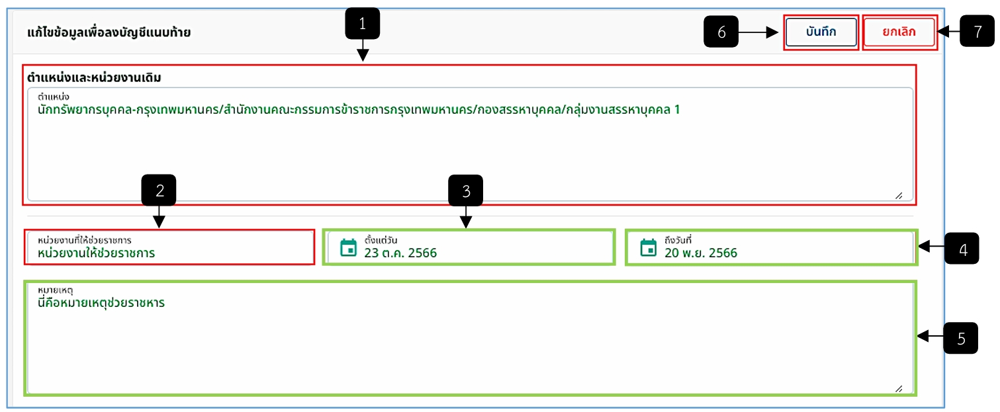 1
6
บันทึก
ยกเลิก
7
แก้ไขข้อมูลเพื่อลงบัญชีแนบท้าย
ตำแหน่งและหน่วยงานเดิม
ตำแหน่ง
นักทรัพยากรบุคคล-กรุงเทพมหานคร/สำนักงานคณะกรรมการข้าราชการกรุงเทพมหานคร/กองสรรหาบุคคล/กลุ่มงานสรรหาบุคคล 1
2
3
หน่วยงานที่ให้ช่วยราชการ
หน่วยงานให้ช่วยราชการ
ตั้งแต่วัน
23 ต.ค. 2566
ถึงวันที่
20 พ.ย. 2566
4
หมายเหตุ
นี่คือหมายเหตุช่วยราชหาร
5